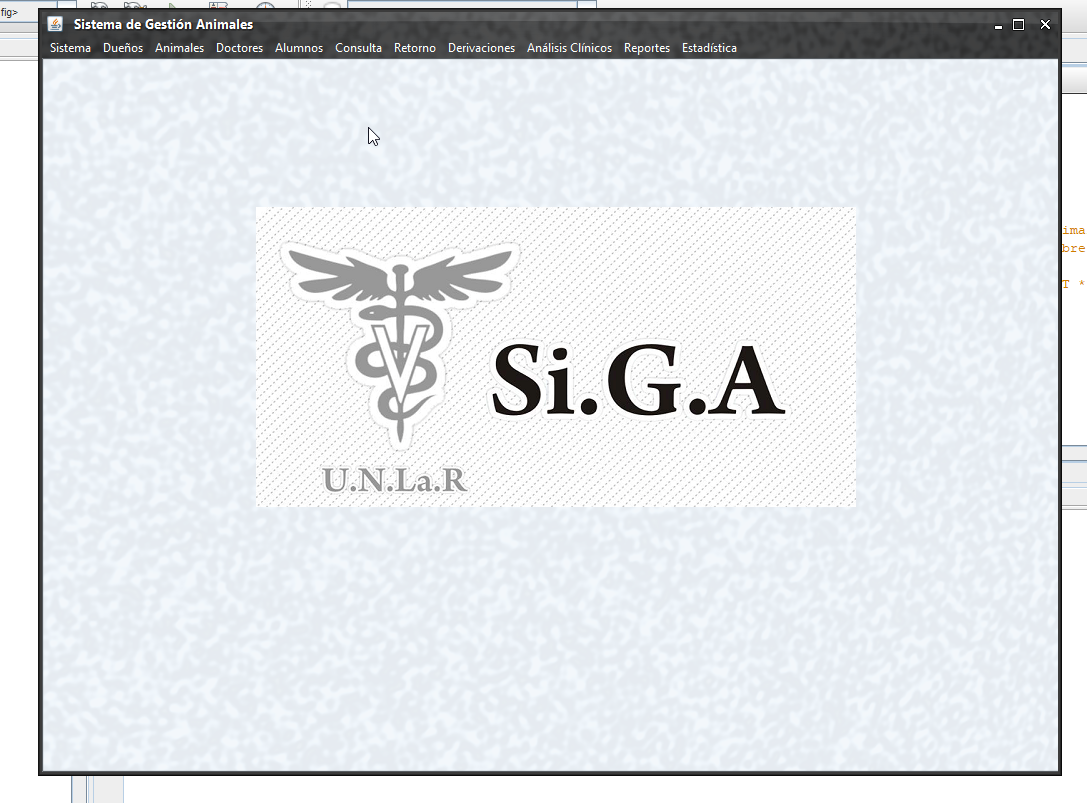 fig>
Sistema de Gestión Animales
Sistema Dueños Animales Doctores Alumnos Consulta Retorno Derivaciones Análisis Clínicos Reportes Estadística
ima
bre
T *
V
Si.G.A
U.N.La.R